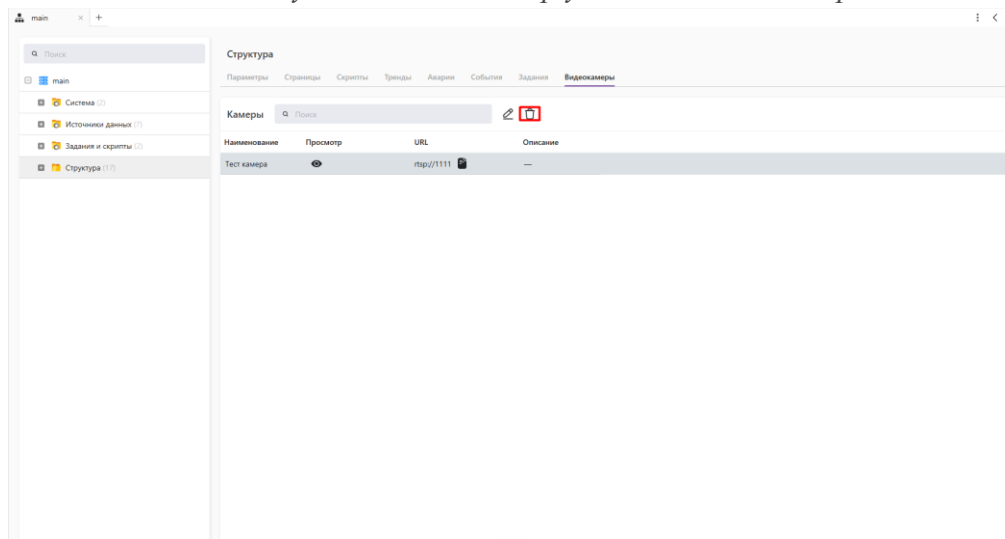 main × +
Поиск
Структура
Параметры Страницы Скрипты Тренды Аварии События Задания Видеокамеры
main
Система (2)
Источники данных (7)
Задания и скрипты (2)
Структура (17)
Камеры Поиск
Наименование Просмотр URL Описание
Тест камера rtsp://1111 —